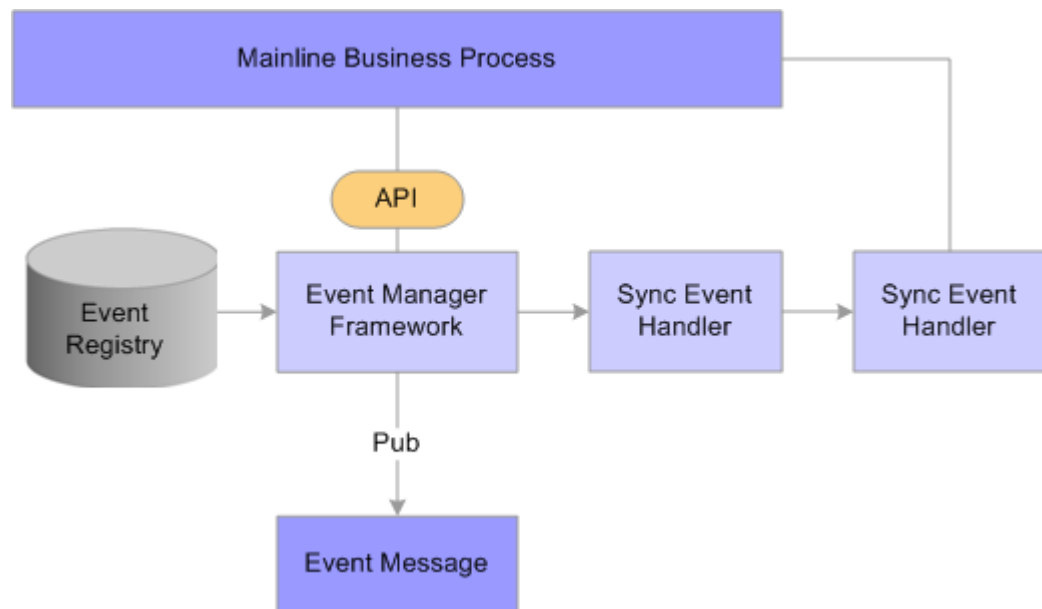 Mainline Business Process
API
Event
Registry
Event Manager
Framework
Sync Event
Handler
Sync Event
Handler
Pub
Event Message